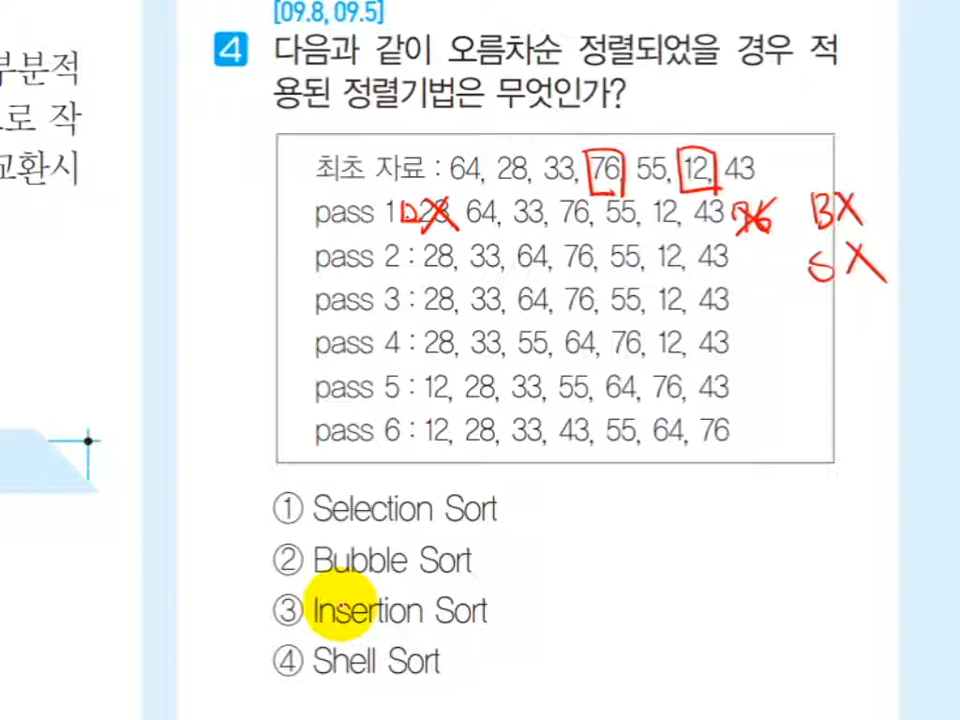 [09.8, 09.5]
부분적
4 다음과 같이 오름차순 정렬되었을 경우 적
용된 정렬기법은 무엇인가?
로 작
교환시
최초 자료 : 64, 28, 33, 76, 55, 12, 43
pass 1 : 28, 64, 33, 76, 55, 12, 43 76 BX
pass 2 : 28, 33, 64, 76, 55, 12, 43 SX
pass 3 : 28, 33, 64, 76, 55, 12, 43
pass 4 : 28, 33, 55, 64, 76, 12, 43
pass 5 : 12, 28, 33, 55, 64, 76, 43
pass 6 : 12, 28, 33, 43, 55, 64, 76
① Selection Sort
② Bubble Sort
③ Insertion Sort
④ Shell Sort